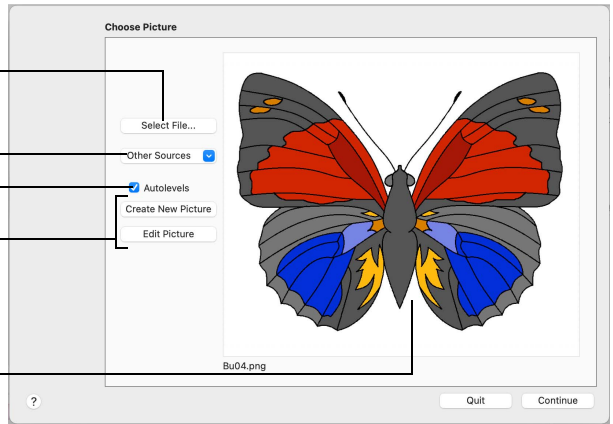 Choose Picture
Select File...
Other Sources
Autolevels
Create New Picture
Edit Picture
Bu04.png
?
Quit
Continue